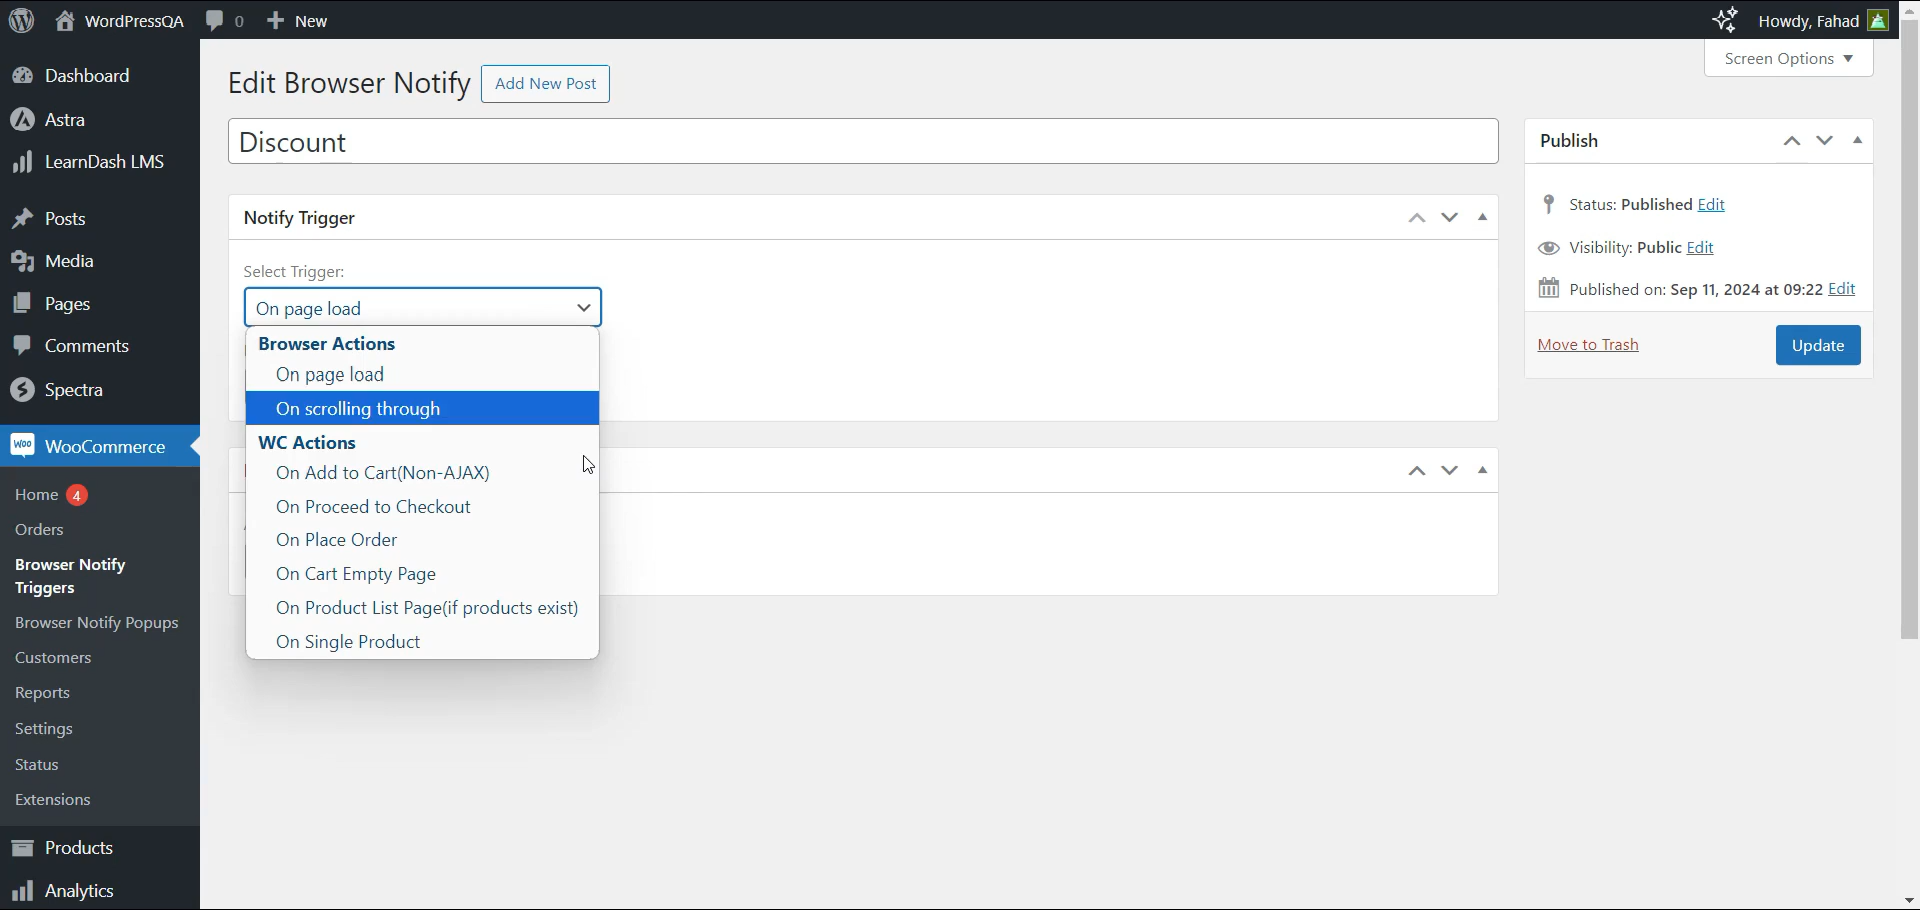 WordPressQA 0 New Howdy, Fahad
Screen Options
Dashboard
Astra
LearnDash LMS
Posts
Media
Pages
Comments
Spectra
WooCommerce
Home 4
Orders
Browser Notify
Triggers
Browser Notify Popups
Customers
Reports
Settings
Status
Extensions
Products
Analytics
Edit Browser Notify Add New Post
Discount
Notify Trigger
Select Trigger:
On page load
Browser Actions
On page load
On scrolling through
WC Actions
On Add to Cart(Non-AJAX)
On Proceed to Checkout
On Place Order
On Cart Empty Page
On Product List Page(if products exist)
On Single Product
Publish
Status: Published Edit
Visibility: Public Edit
Published on: Sep 11, 2024 at 09:22 Edit
Move to Trash Update